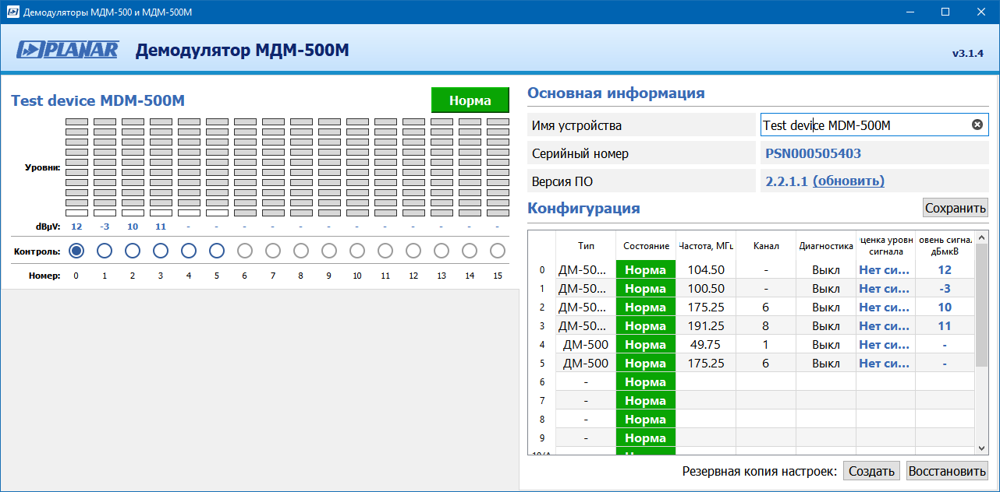 Демодуляторы МДМ-500 и МДМ-500М
PLANAR Демодулятор МДМ-500М
v3.1.4
Test device MDM-500M
Норма
Уровни:
dBµV: 12 -3 10 11 - - - - - - - - - - - -
Контроль:
Номер: 0 1 2 3 4 5 6 7 8 9 10 11 12 13 14 15
Основная информация
Имя устройства Test device MDM-500M
Серийный номер PSN000505403
Версия ПО 2.2.1.1 (обновить)
Конфигурация
Сохранить
Тип Состояние Частота, МГц Канал Диагностика ценка уровн сигнала овень сигнал дБмкВ
0 ДМ-50... Норма 104.50 - Выкл Нет си... 12
1 ДМ-50... Норма 100.50 - Выкл Нет си... -3
2 ДМ-50... Норма 175.25 6 Выкл Нет си... 10
3 ДМ-50... Норма 191.25 8 Выкл Нет си... 11
4 ДМ-500 Норма 49.75 1 Выкл Нет си... -
5 ДМ-500 Норма 175.25 6 Выкл Нет си... -
6 - Норма
7 - Норма
8 - Норма
9 - Норма
Резервная копия настроек: Создать Восстановить